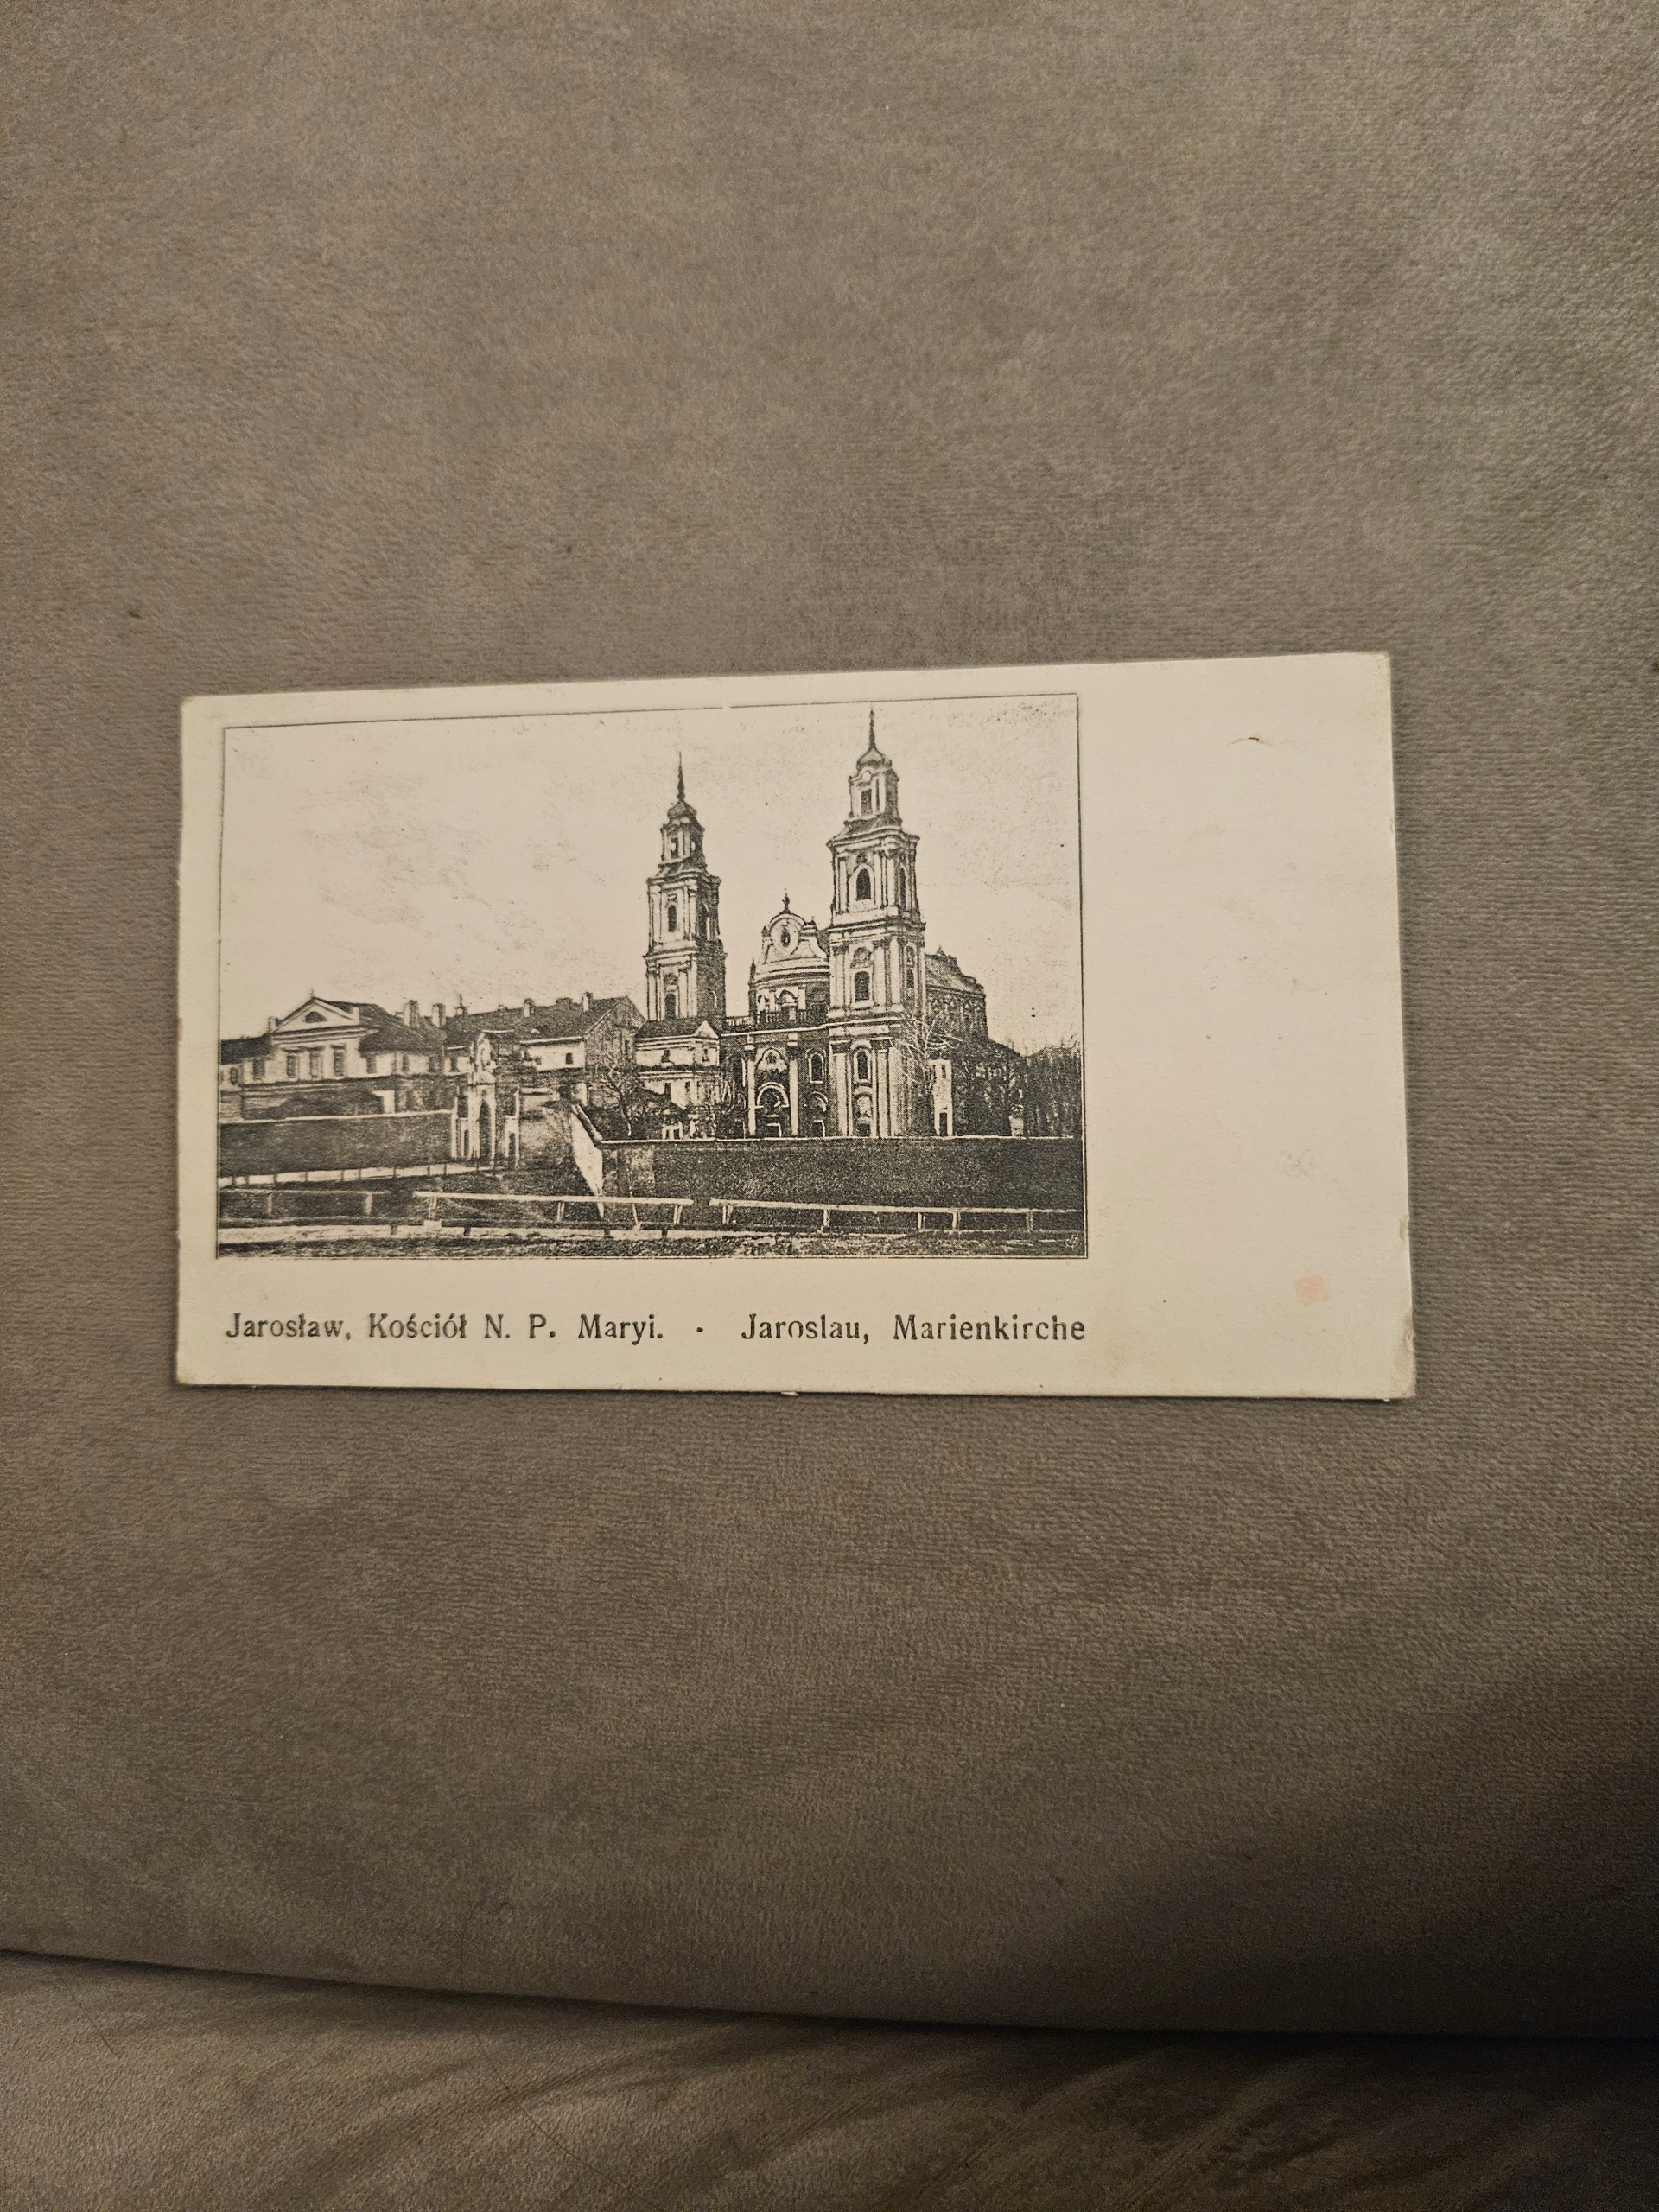 Jarosław, Kościół N. P. Maryi. - Jaroslau, Marienkirche